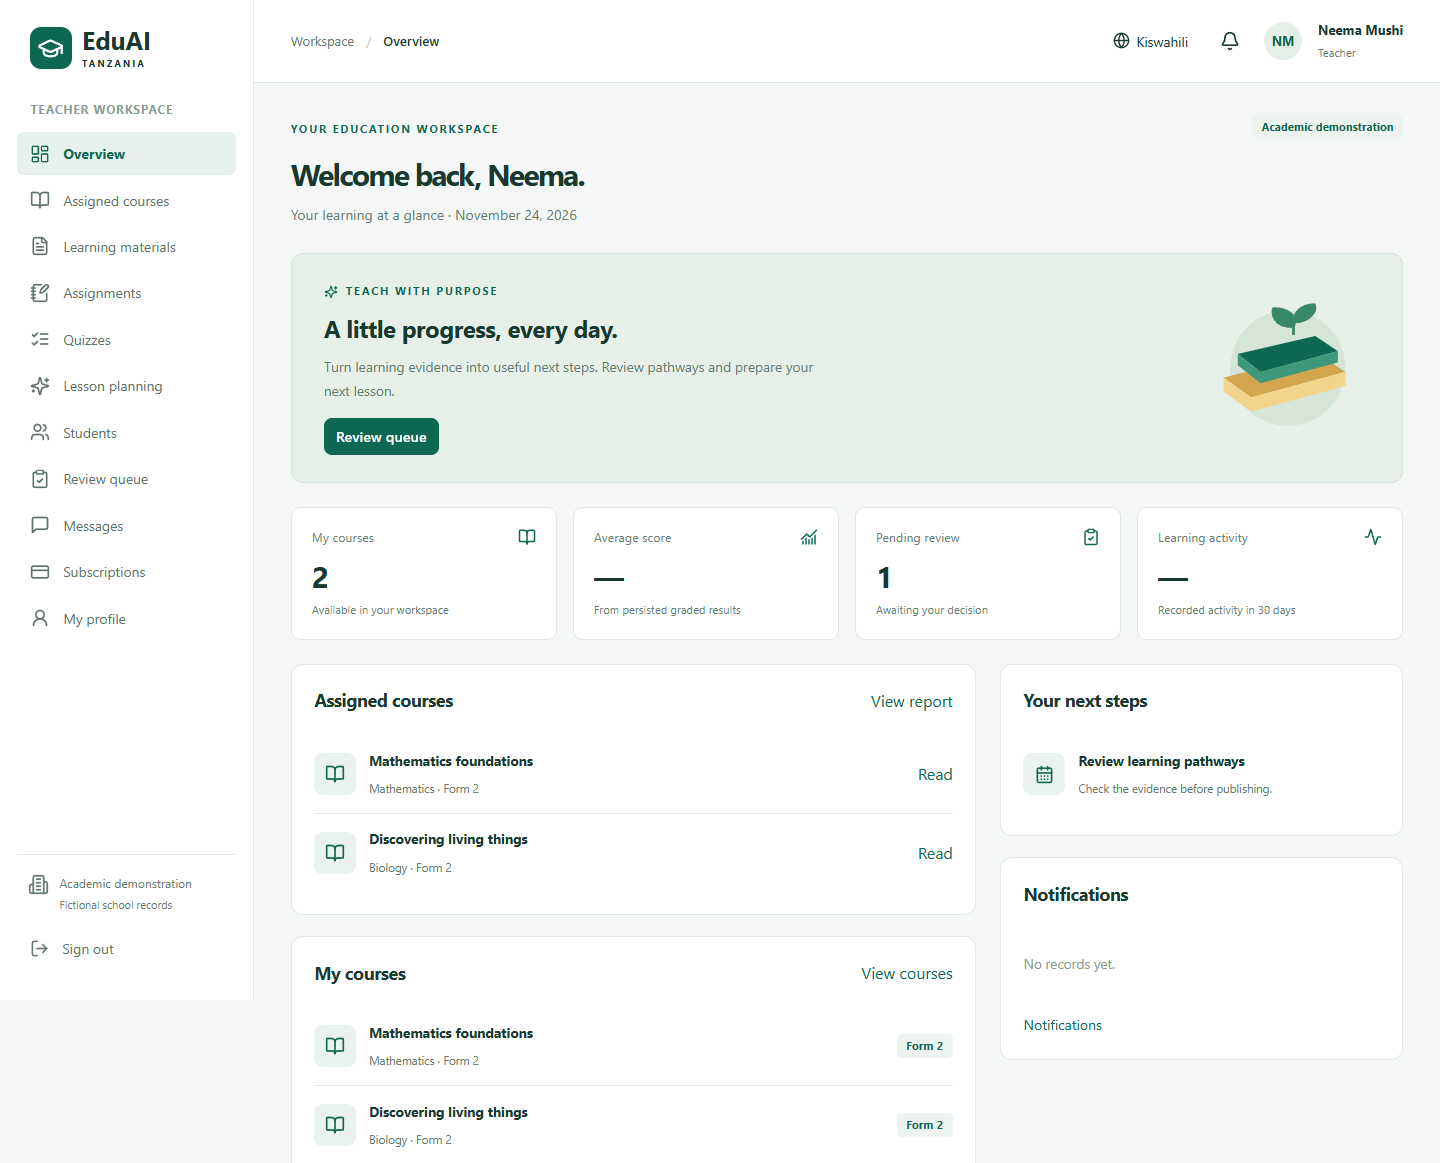 EduAI
TANZANIA
TEACHER WORKSPACE
Overview
Assigned courses
Learning materials
Assignments
Quizzes
Lesson planning
Students
Review queue
Messages
Subscriptions
My profile
Academic demonstration
Fictional school records
Sign out
Workspace / Overview
Kiswahili
NM
Neema Mushi
Teacher
YOUR EDUCATION WORKSPACE
Academic demonstration
Welcome back, Neema.
Your learning at a glance · November 24, 2026
TEACH WITH PURPOSE
A little progress, every day.
Turn learning evidence into useful next steps. Review pathways and prepare your
next lesson.
Review queue
My courses
2
Available in your workspace
Average score
—
From persisted graded results
Pending review
1
Awaiting your decision
Learning activity
—
Recorded activity in 30 days
Assigned courses
View report
Mathematics foundations
Mathematics · Form 2
Read
Discovering living things
Biology · Form 2
Read
My courses
View courses
Mathematics foundations
Mathematics · Form 2
Form 2
Discovering living things
Biology · Form 2
Form 2
Your next steps
Review learning pathways
Check the evidence before publishing.
Notifications
No records yet.
Notifications